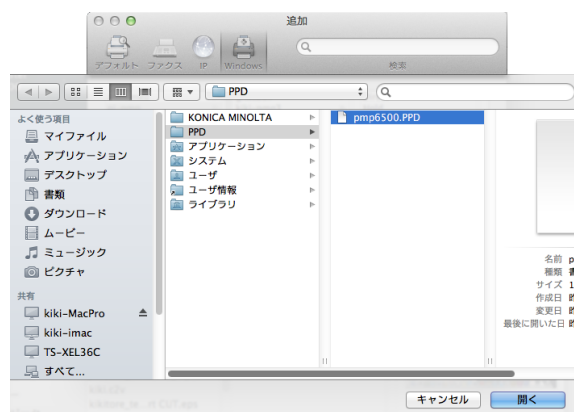 追加
デフォルト ファックス IP Windows 検索
PPD
よく使う項目
マイファイル
アプリケーション
デスクトップ
書類
ダウンロード
ムービー
ミュージック
ピクチャ
共有
kiki-MacPro
kiki-imac
TS-XEL36C
すべて...
KONICA MINOLTA
PPD
アプリケーション
システム
ユーザ
ユーザ情報
ライブラリ
pmp6500.PPD
名前 p
種類 書
サイズ 1
作成日 昨
変更日 昨
最後に開いた日 昨
キャンセル 開く